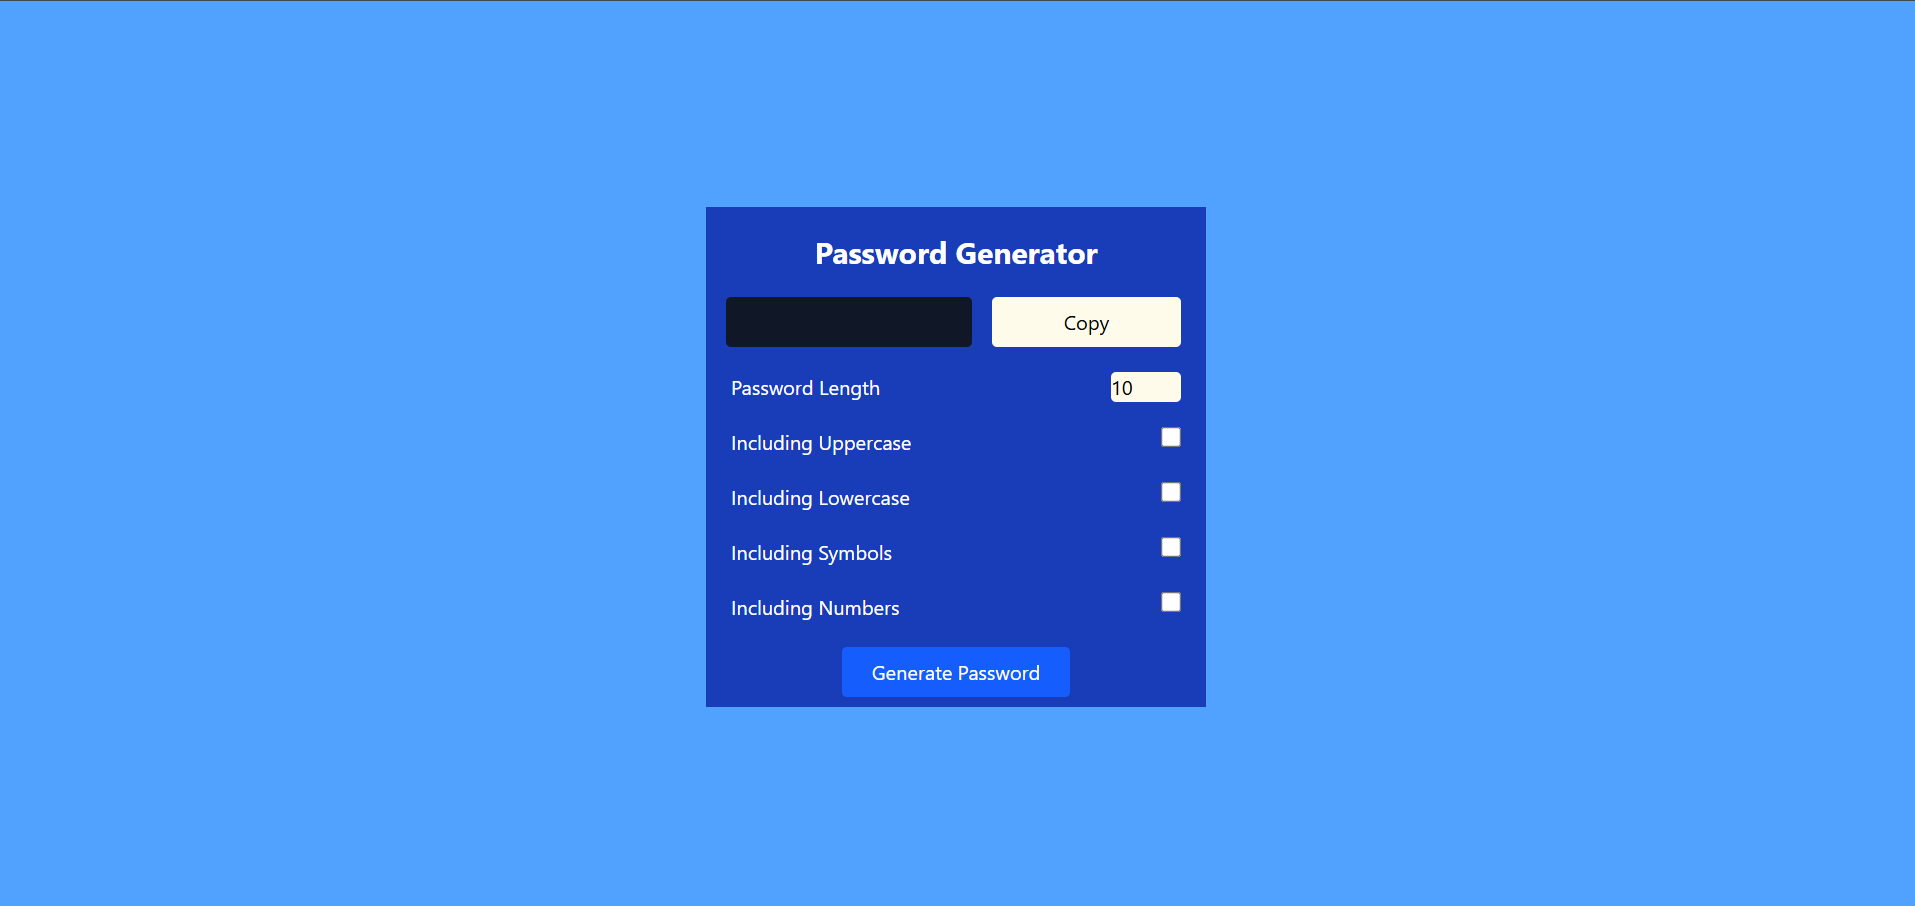 Password Generator
Copy
Password Length 10
Including Uppercase
Including Lowercase
Including Symbols
Including Numbers
Generate Password